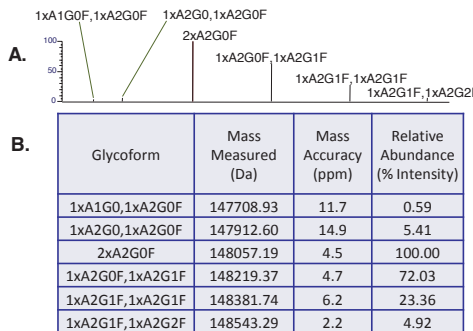 1xA1G0F,1xA2G0F
1xA2G0,1xA2G0F
2xA2G0F
1xA2G0F,1xA2G1F
1xA2G1F,1xA2G1F
1xA2G1F,1xA2G2F
A.
100
50
0
B.
Glycoform
Mass Measured (Da)
Mass Accuracy (ppm)
Relative Abundance (% Intensity)
1xA1G0,1xA2G0F 147708.93 11.7 0.59
1xA2G0,1xA2G0F 147912.60 14.9 5.41
2xA2G0F 148057.19 4.5 100.00
1xA2G0F,1xA2G1F 148219.37 4.7 72.03
1xA2G1F,1xA2G1F 148381.74 6.2 23.36
1xA2G1F,1xA2G2F 148543.29 2.2 4.92